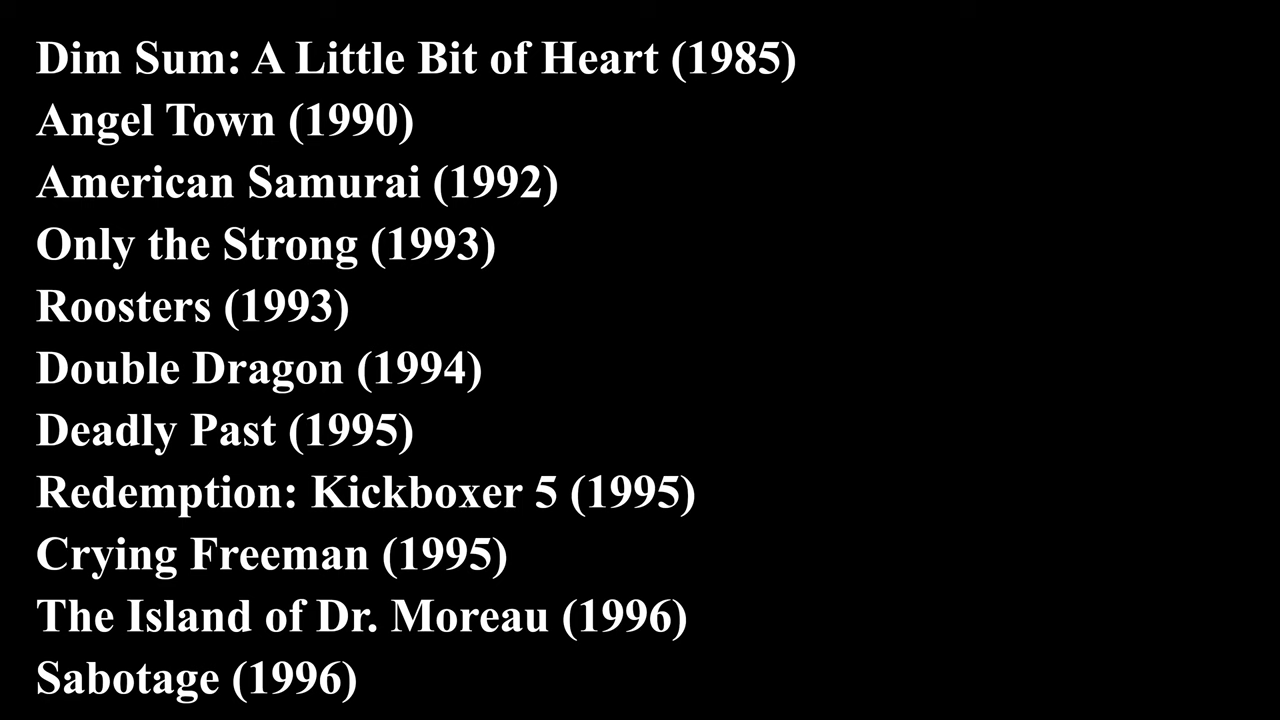 Dim Sum: A Little Bit of Heart (1985)
Angel Town (1990)
American Samurai (1992)
Only the Strong (1993)
Roosters (1993)
Double Dragon (1994)
Deadly Past (1995)
Redemption: Kickboxer 5 (1995)
Crying Freeman (1995)
The Island of Dr. Moreau (1996)
Sabotage (1996)